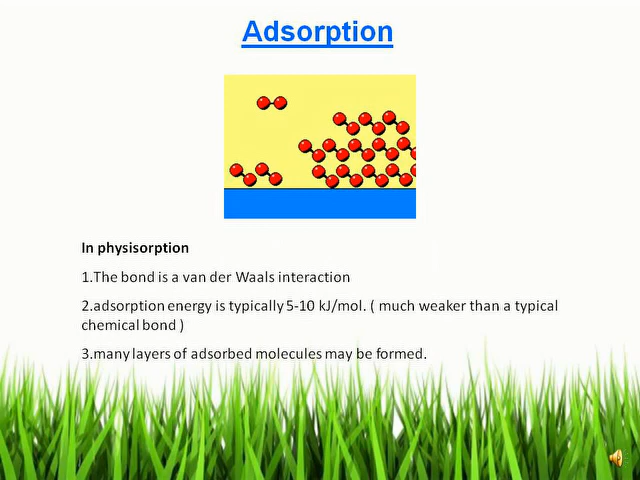 Adsorption
In physisorption
1.The bond is a van der Waals interaction
2.adsorption energy is typically 5-10 kJ/mol. ( much weaker than a typical
chemical bond )
3.many layers of adsorbed molecules may be formed.